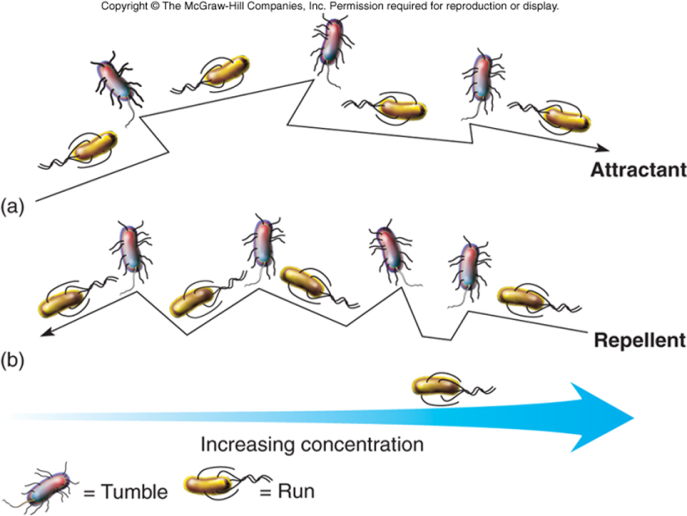 Copyright © The McGraw-Hill Companies, Inc. Permission required for reproduction or display.
Attractant
(a)
Repellent
(b)
Increasing concentration
= Tumble = Run